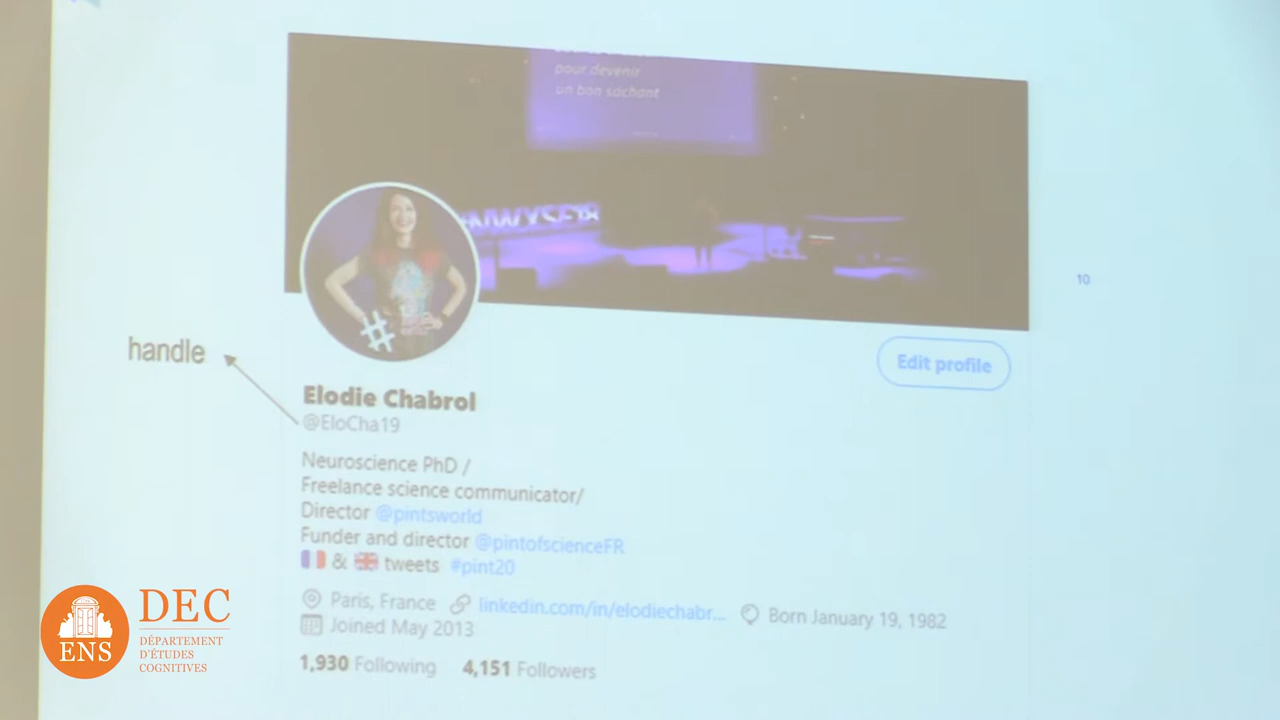 pour devenir
un bon sachant
10
handle
Edit profile
Elodie Chabrol
@EloCha19
Neuroscience PhD /
Freelance science communicator/
Director @pintsworld
Funder and director @pintofscienceFR
& tweets #pint20
Paris, France linkedin.com/in/elodiechabr... Born January 19, 1982
Joined May 2013
1,930 Following 4,151 Followers
ENS
DEC
DÉPARTEMENT
D'ÉTUDES
COGNITIVES